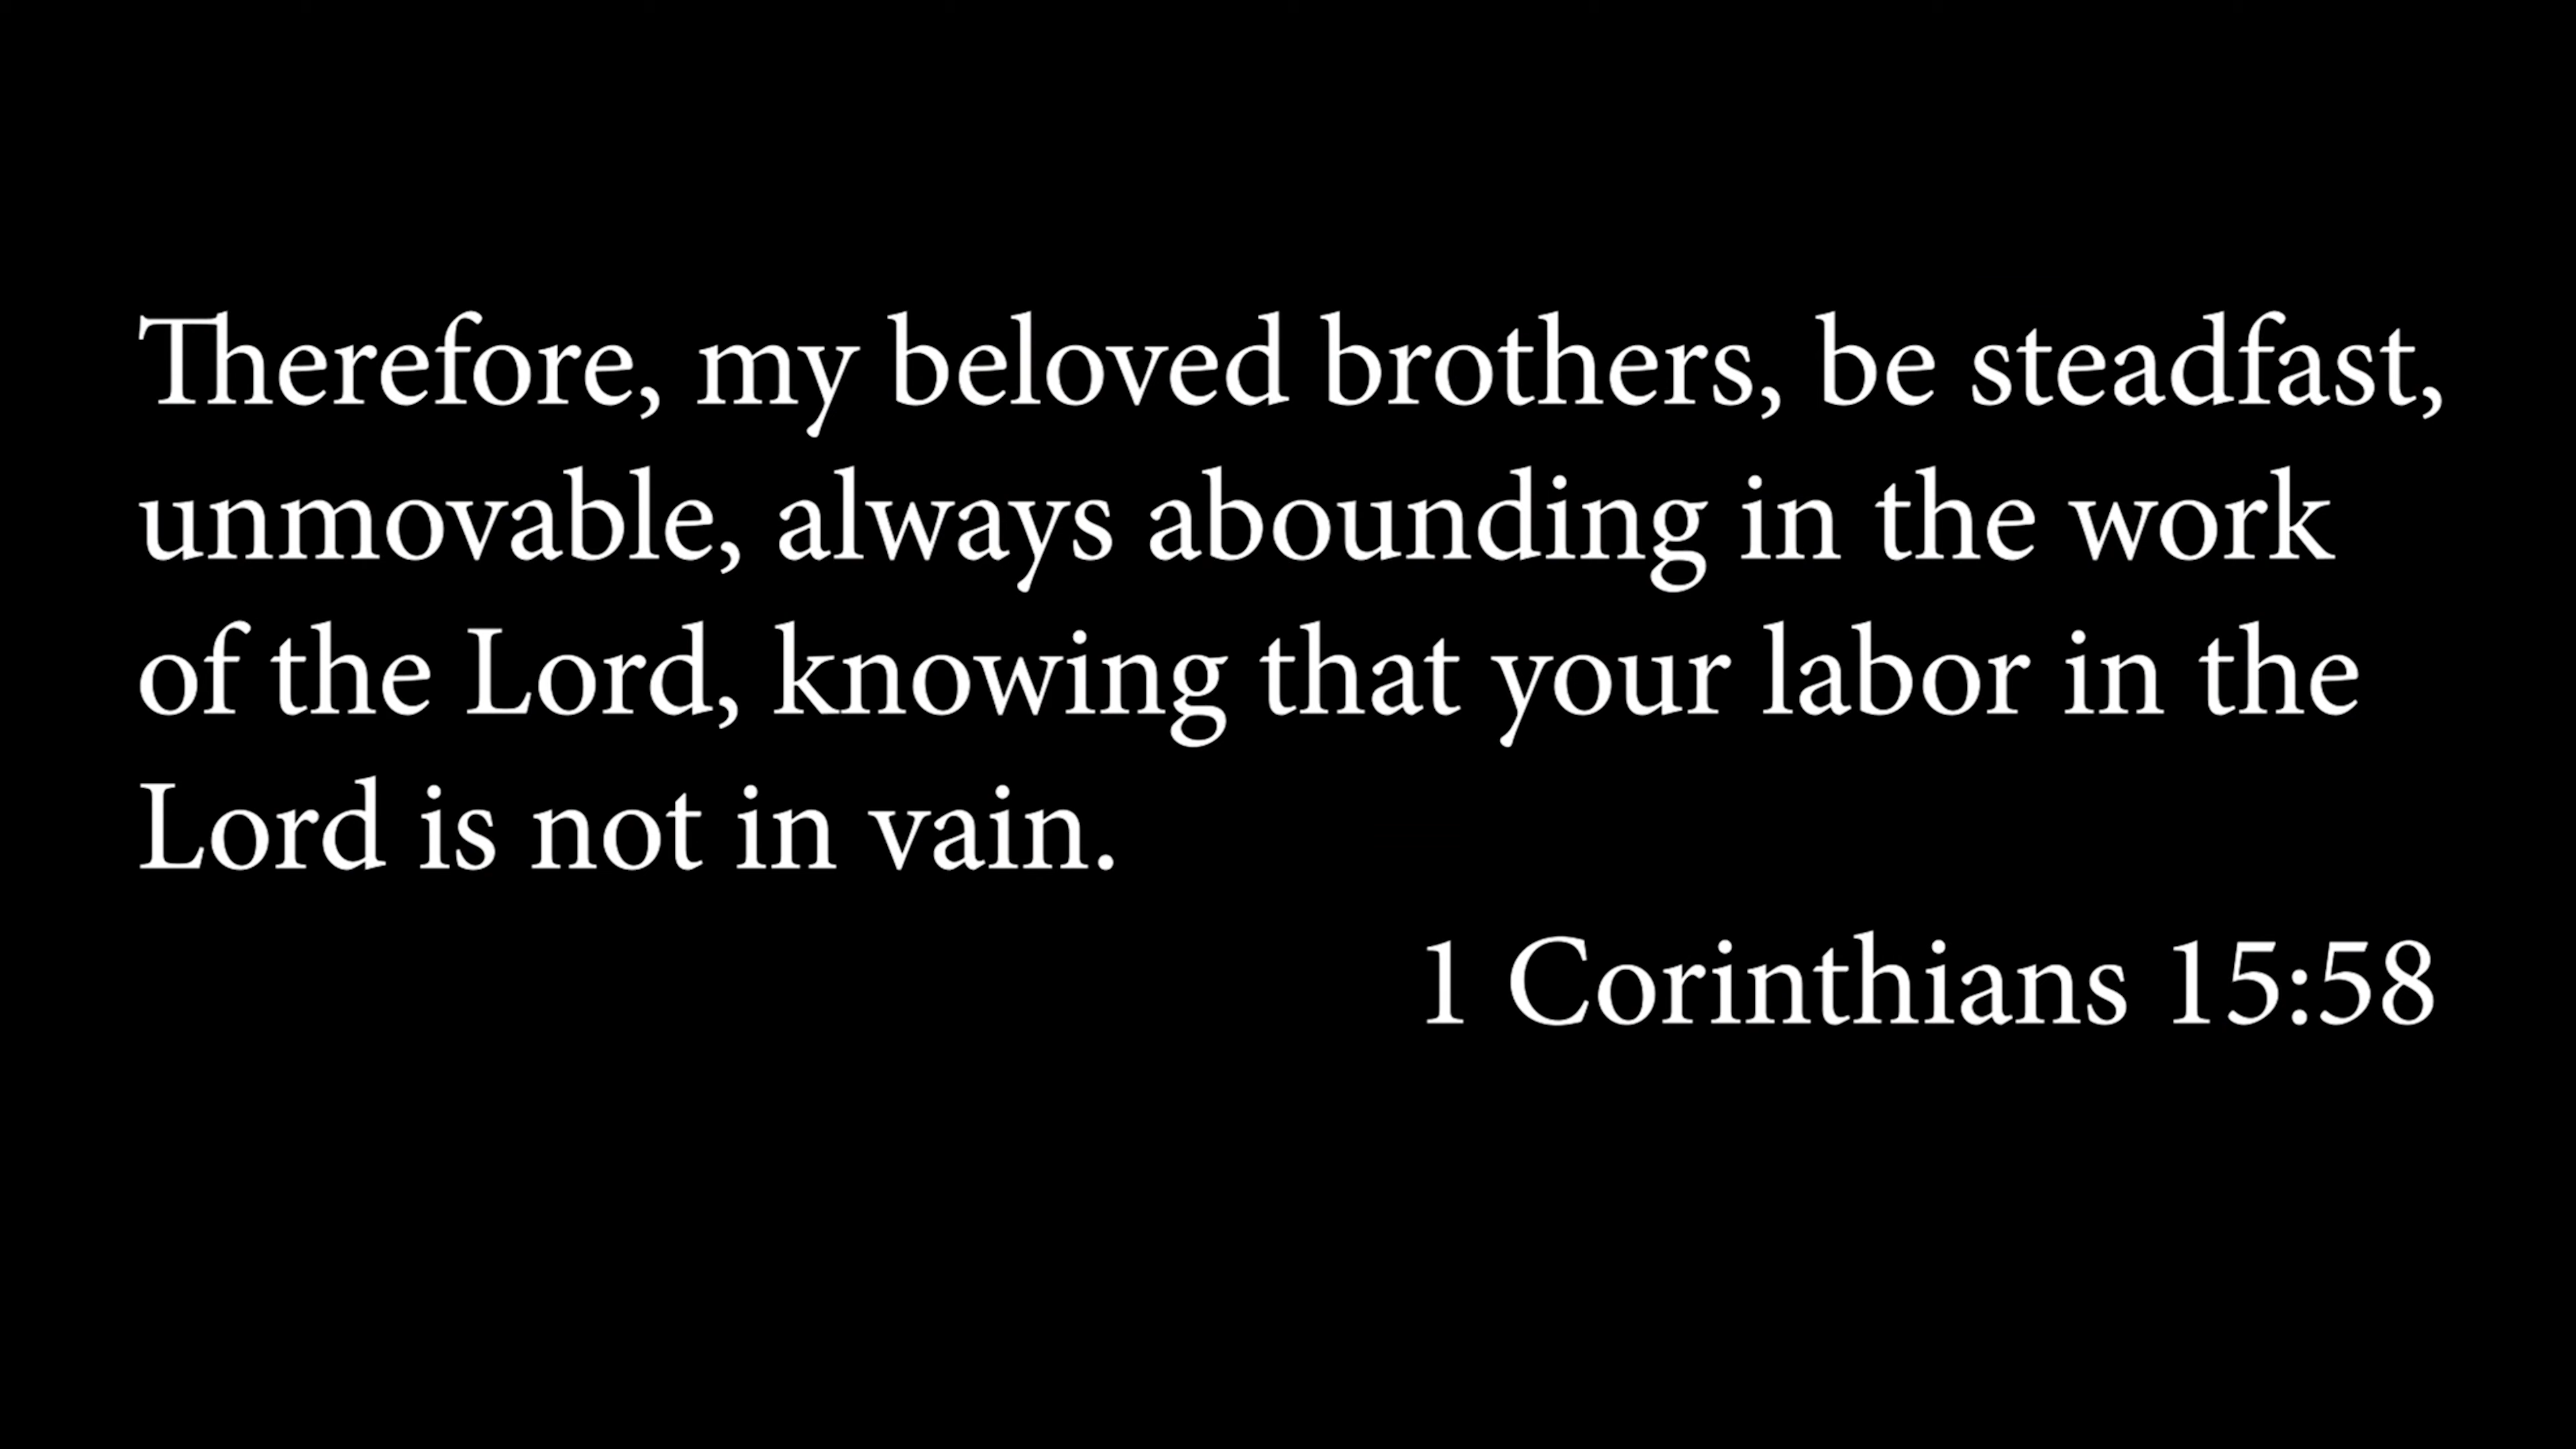 Therefore, my beloved brothers, be steadfast,
unmovable, always abounding in the work
of the Lord, knowing that your labor in the
Lord is not in vain.
1 Corinthians 15:58